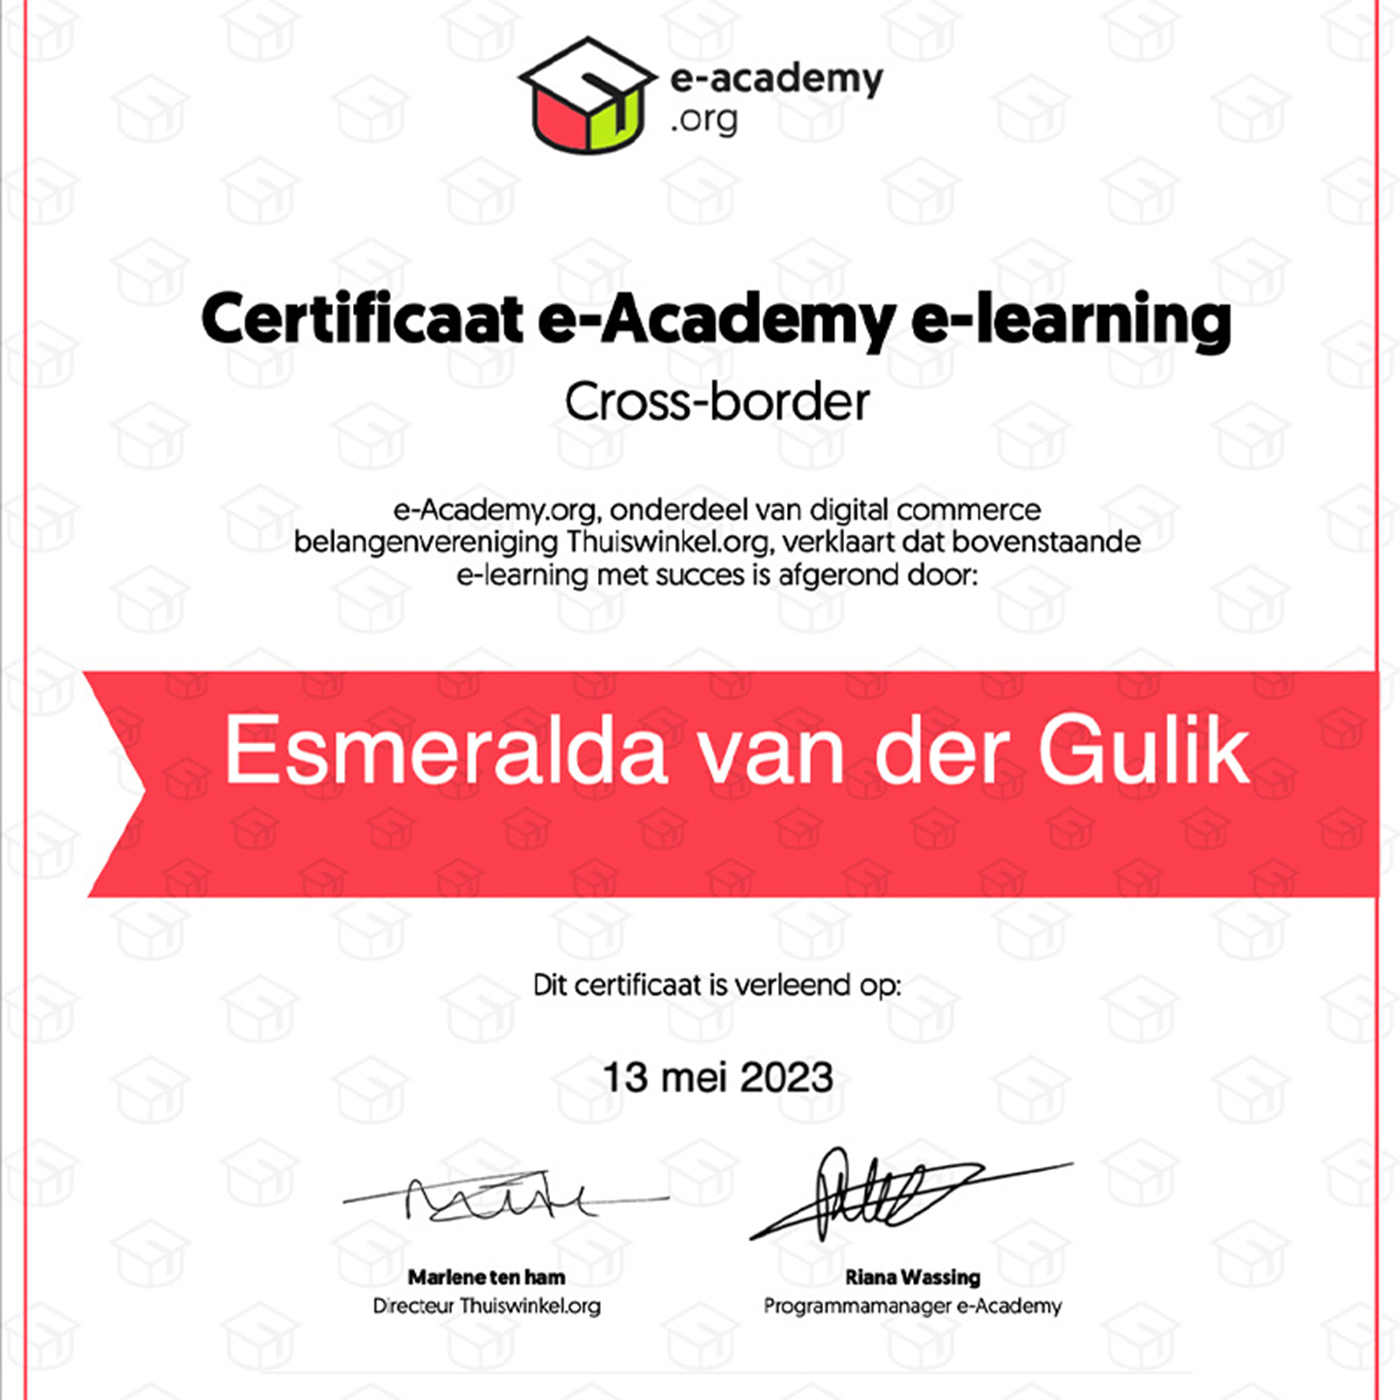 e-academy
.org
Certificaat e-Academy e-learning
Cross-border
e-Academy.org, onderdeel van digital commerce
belangenvereniging Thuiswinkel.org, verklaart dat bovenstaande
e-learning met succes is afgerond door:
Esmeralda van der Gulik
Dit certificaat is verleend op:
13 mei 2023
Marlene ten ham
Directeur Thuiswinkel.org
Riana Wassing
Programmamanager e-Academy